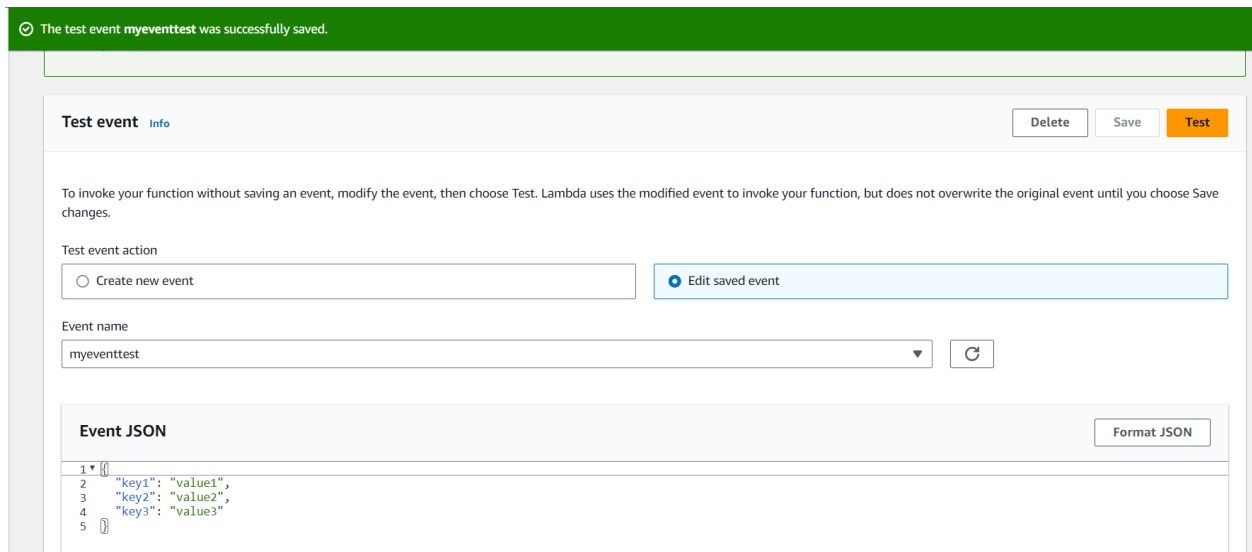 The test event myeventtest was successfully saved.
Test event Info
Delete
Save
Test
To invoke your function without saving an event, modify the event, then choose Test. Lambda uses the modified event to invoke your function, but does not overwrite the original event until you choose Save
changes.
Test event action
Create new event
Edit saved event
Event name
myeventtest
Event JSON
Format JSON
1 {
2 "key1": "value1",
3 "key2": "value2",
4 "key3": "value3"
5 }